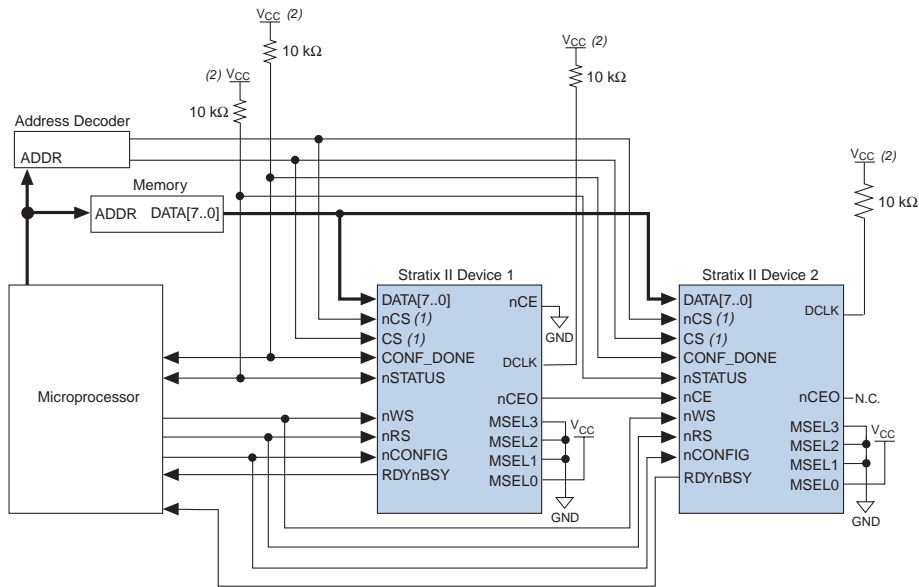 VCC (2)
10 kΩ
(2) VCC
10 kΩ
VCC (2)
10 kΩ
VCC (2)
10 kΩ
Address Decoder
ADDR
Memory
ADDR DATA[7..0]
Microprocessor
Stratix II Device 1
DATA[7..0]
nCS (1)
CS (1)
CONF_DONE
nSTATUS
nWS
nRS
nCONFIG
RDYnBSY
nCE
GND
DCLK
nCEO
MSEL3
MSEL2
MSEL1
MSEL0
VCC
GND
Stratix II Device 2
DATA[7..0]
nCS (1)
CS (1)
CONF_DONE
nSTATUS
nCE
nWS
nRS
nCONFIG
RDYnBSY
DCLK
nCEO
N.C.
MSEL3
MSEL2
MSEL1
MSEL0
VCC
GND